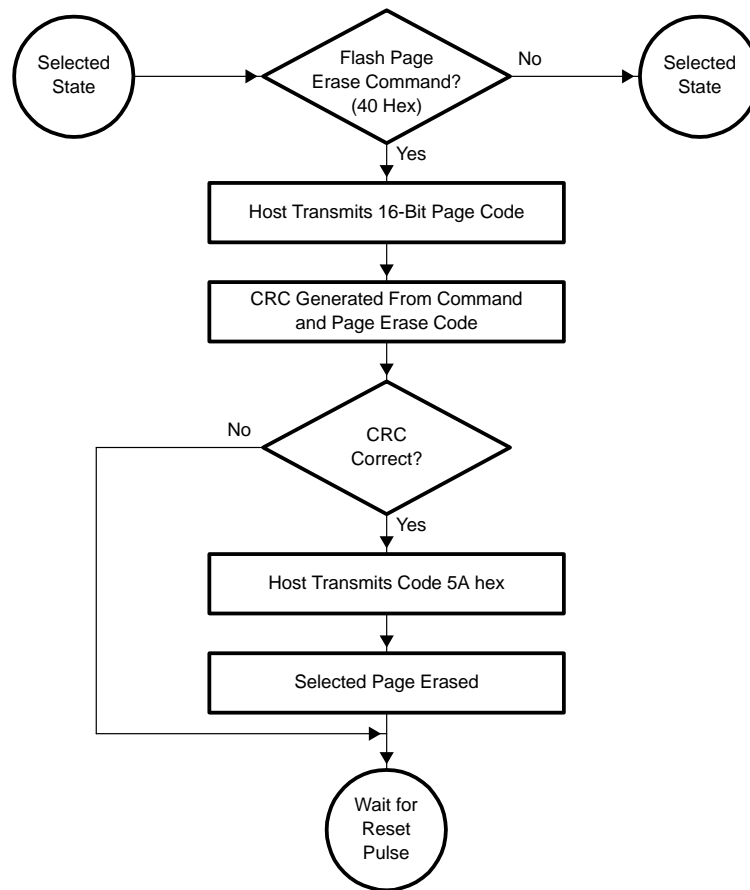 Selected
State
Flash Page
Erase Command?
(40 Hex)
No
Selected
State
Yes
Host Transmits 16-Bit Page Code
CRC Generated From Command
and Page Erase Code
No
CRC
Correct?
Yes
Host Transmits Code 5A hex
Selected Page Erased
Wait for
Reset
Pulse